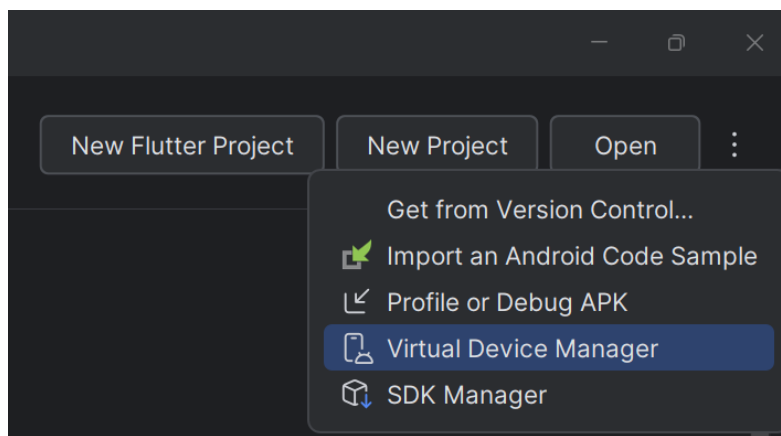 New Flutter Project
New Project
Open
Get from Version Control...
Import an Android Code Sample
Profile or Debug APK
Virtual Device Manager
SDK Manager